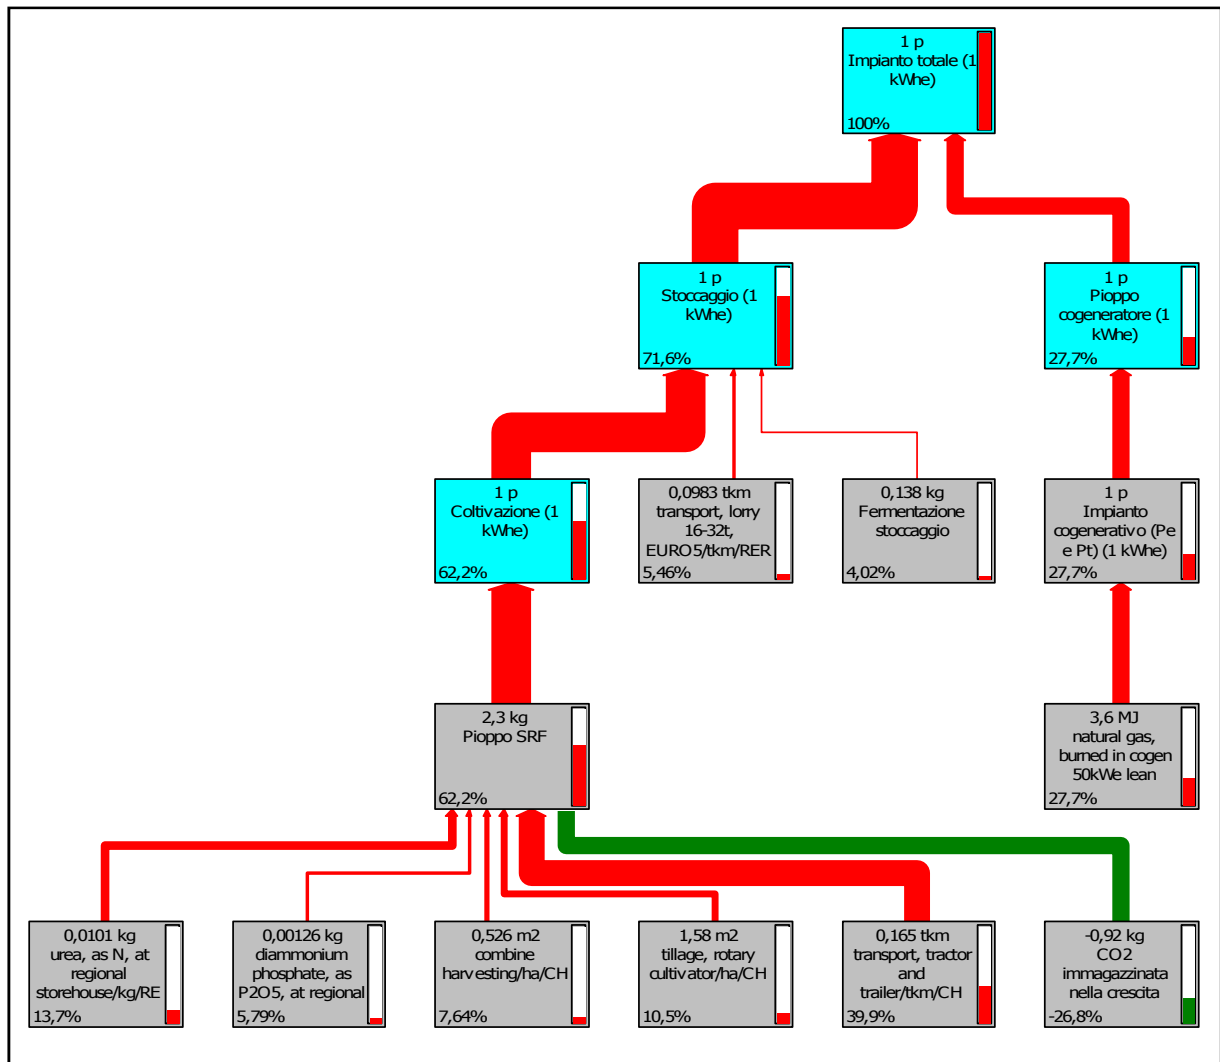 1 p
Impianto totale (1
kWhe)
100%
1 p
Stoccaggio (1
kWhe)
71,6%
1 p
Pioppo
cogeneratore (1
kWhe)
27,7%
1 p
Coltivazione (1
kWhe)
62,2%
0,0983 tkm
transport, lorry
16-32t,
EURO5/tkm/RER
5,46%
0,138 kg
Fermentazione
stoccaggio
4,02%
1 p
Impianto
cogenerativo (Pe
e Pt) (1 kWhe)
27,7%
2,3 kg
Pioppo SRF
62,2%
3,6 MJ
natural gas,
burned in cogen
50kWe lean
27,7%
0,0101 kg
urea, as N, at
regional
storehouse/kg/RE
13,7%
0,00126 kg
diammonium
phosphate, as
P2O5, at regional
5,79%
0,526 m2
combine
harvesting/ha/CH
7,64%
1,58 m2
tillage, rotary
cultivator/ha/CH
10,5%
0,165 tkm
transport, tractor
and
trailer/tkm/CH
39,9%
-0,92 kg
CO2
immagazzinata
nella crescita
-26,8%